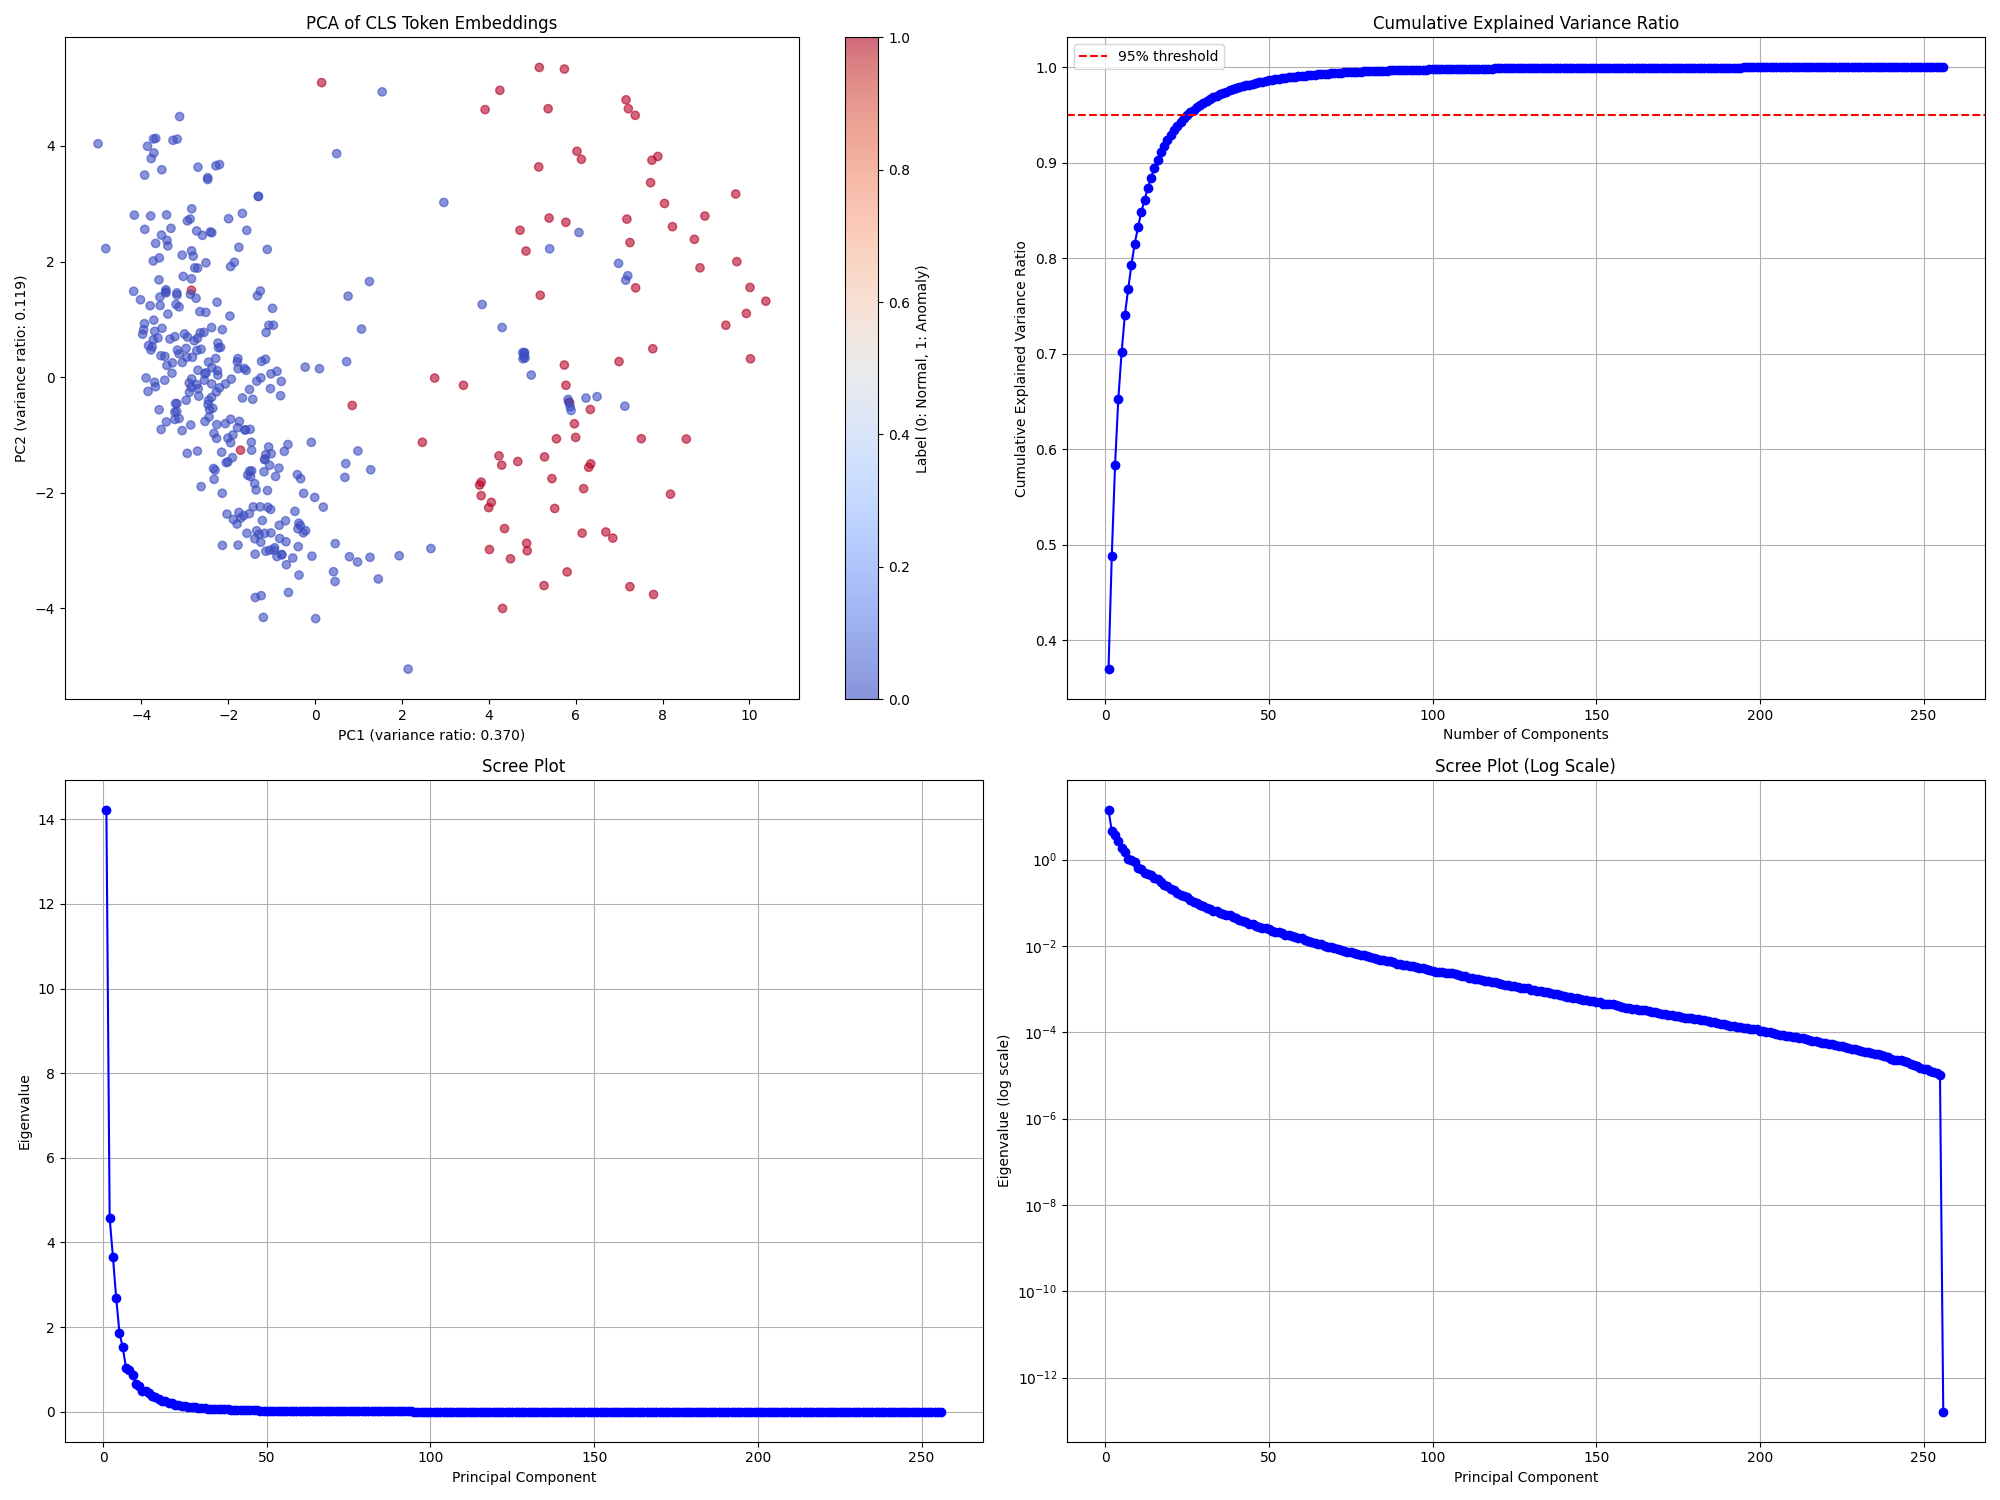 PCA of CLS Token Embeddings
4
2
0
−2
−4
PC2 (variance ratio: 0.119)
−4 −2 0 2 4 6 8 10
PC1 (variance ratio: 0.370)
1.0
0.8
0.6
0.4
0.2
0.0
Label (0: Normal, 1: Anomaly)
Cumulative Explained Variance Ratio
95% threshold
1.0
0.9
0.8
0.7
0.6
0.5
0.4
Cumulative Explained Variance Ratio
0 50 100 150 200 250
Number of Components
Scree Plot
14
12
10
8
6
4
2
0
Eigenvalue
0 50 100 150 200 250
Principal Component
Scree Plot (Log Scale)
10⁰
10⁻²
10⁻⁴
10⁻⁶
10⁻⁸
10⁻¹⁰
10⁻¹²
Eigenvalue (log scale)
0 50 100 150 200 250
Principal Component